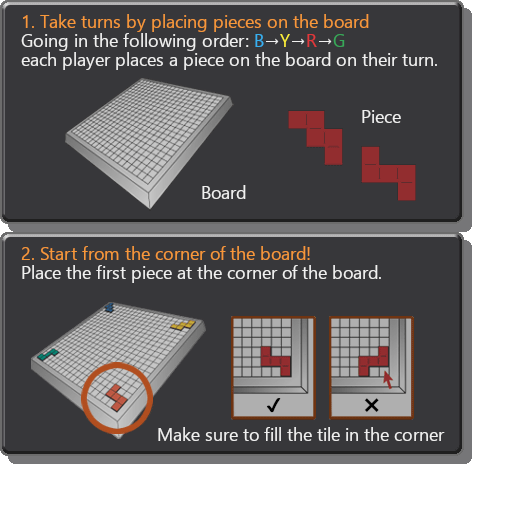 1. Take turns by placing pieces on the board
Going in the following order: B→Y→R→G
each player places a piece on the board on their turn.
Piece
Board
2. Start from the corner of the board!
Place the first piece at the corner of the board.
✓ ✕
Make sure to fill the tile in the corner